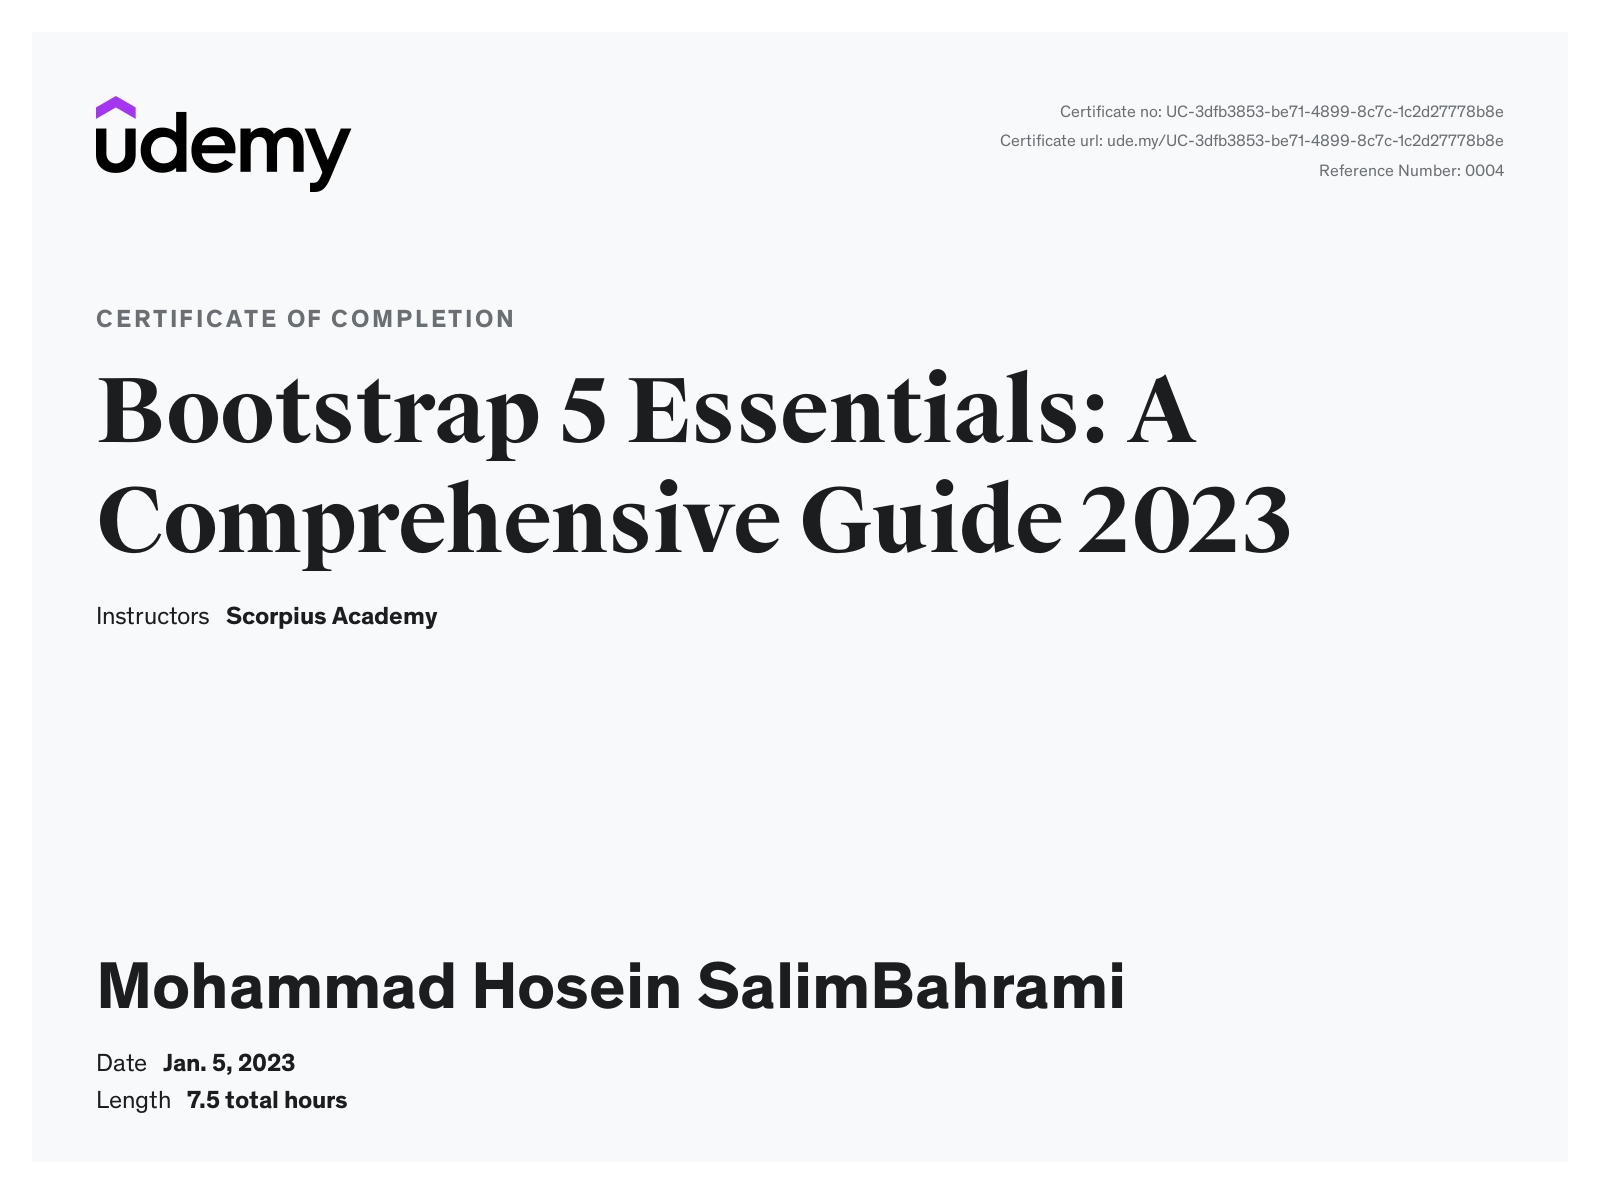 udemy
Certificate no: UC-3dfb3853-be71-4899-8c7c-1c2d27778b8e
Certificate url: ude.my/UC-3dfb3853-be71-4899-8c7c-1c2d27778b8e
Reference Number: 0004
CERTIFICATE OF COMPLETION
Bootstrap 5 Essentials: A
Comprehensive Guide 2023
Instructors Scorpius Academy
Mohammad Hosein SalimBahrami
Date Jan. 5, 2023
Length 7.5 total hours